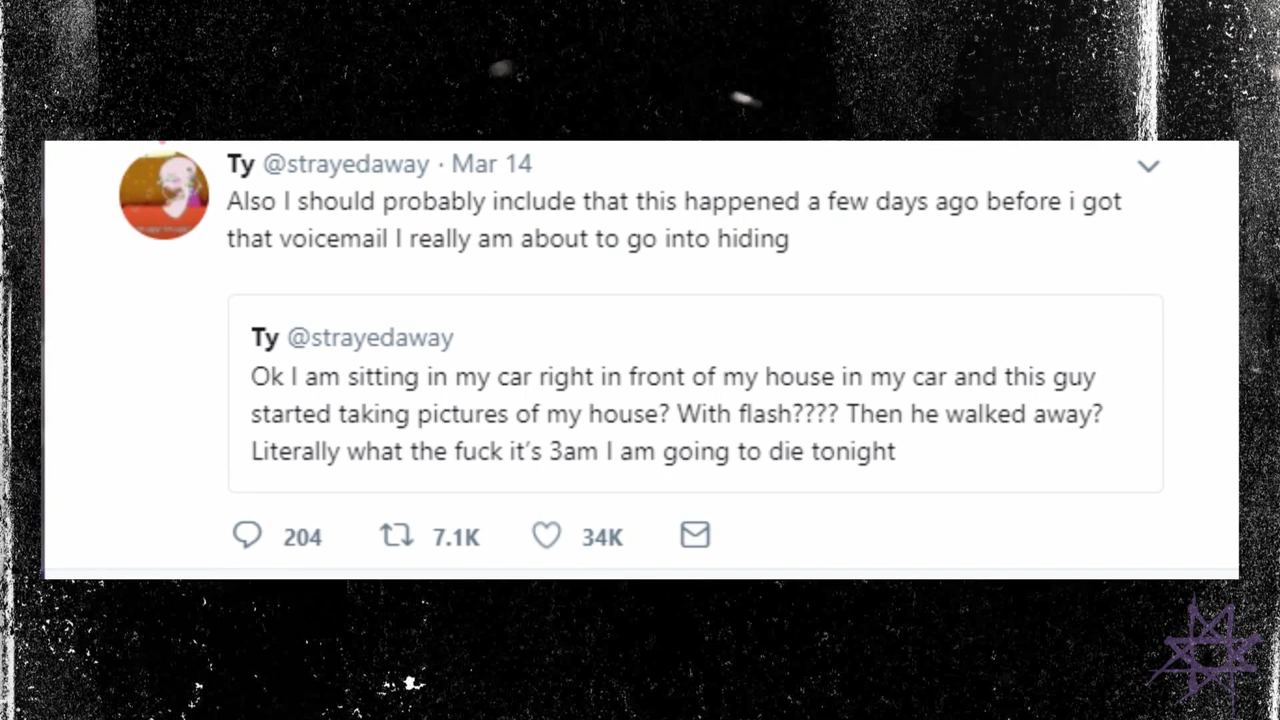 Ty @strayedaway · Mar 14
Also I should probably include that this happened a few days ago before i got
that voicemail I really am about to go into hiding
Ty @strayedaway
Ok I am sitting in my car right in front of my house in my car and this guy
started taking pictures of my house? With flash???? Then he walked away?
Literally what the fuck it's 3am I am going to die tonight
204 7.1K 34K